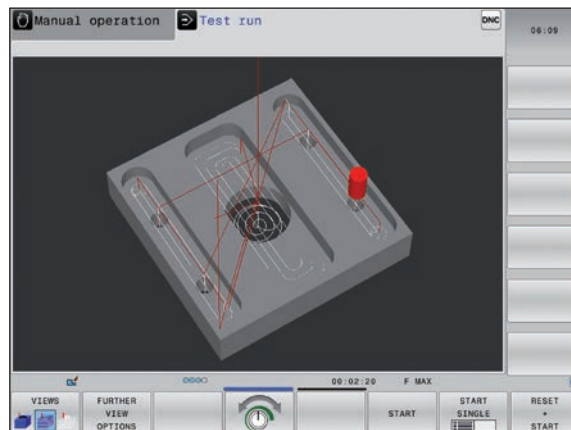 Manual operation
Test run
DNC
06:09
00:02:20 F MAX
VIEWS
FURTHER
VIEW
OPTIONS
START
START
SINGLE
RESET
+
START